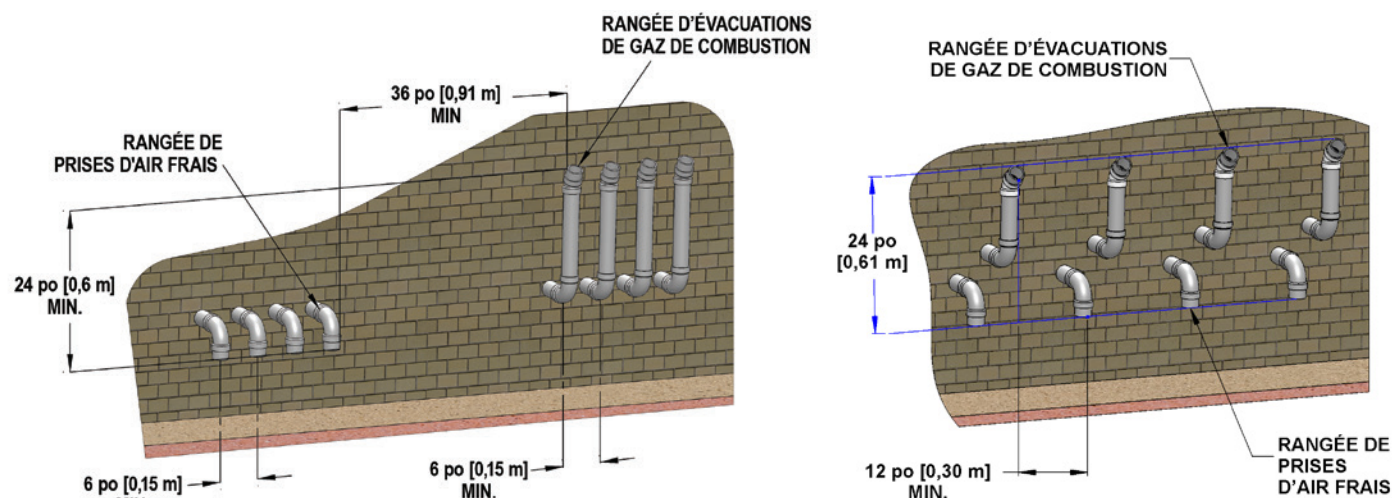 RANGÉE D'ÉVACUATIONS
DE GAZ DE COMBUSTION
36 po [0,91 m]
MIN
RANGÉE DE
PRISES D'AIR FRAIS
24 po [0,6 m]
MIN.
6 po [0,15 m]
6 po [0,15 m]
MIN.
RANGÉE D'ÉVACUATIONS
DE GAZ DE COMBUSTION
24 po
[0,61 m]
12 po [0,30 m]
MIN.
RANGÉE DE
PRISES
D'AIR FRAIS